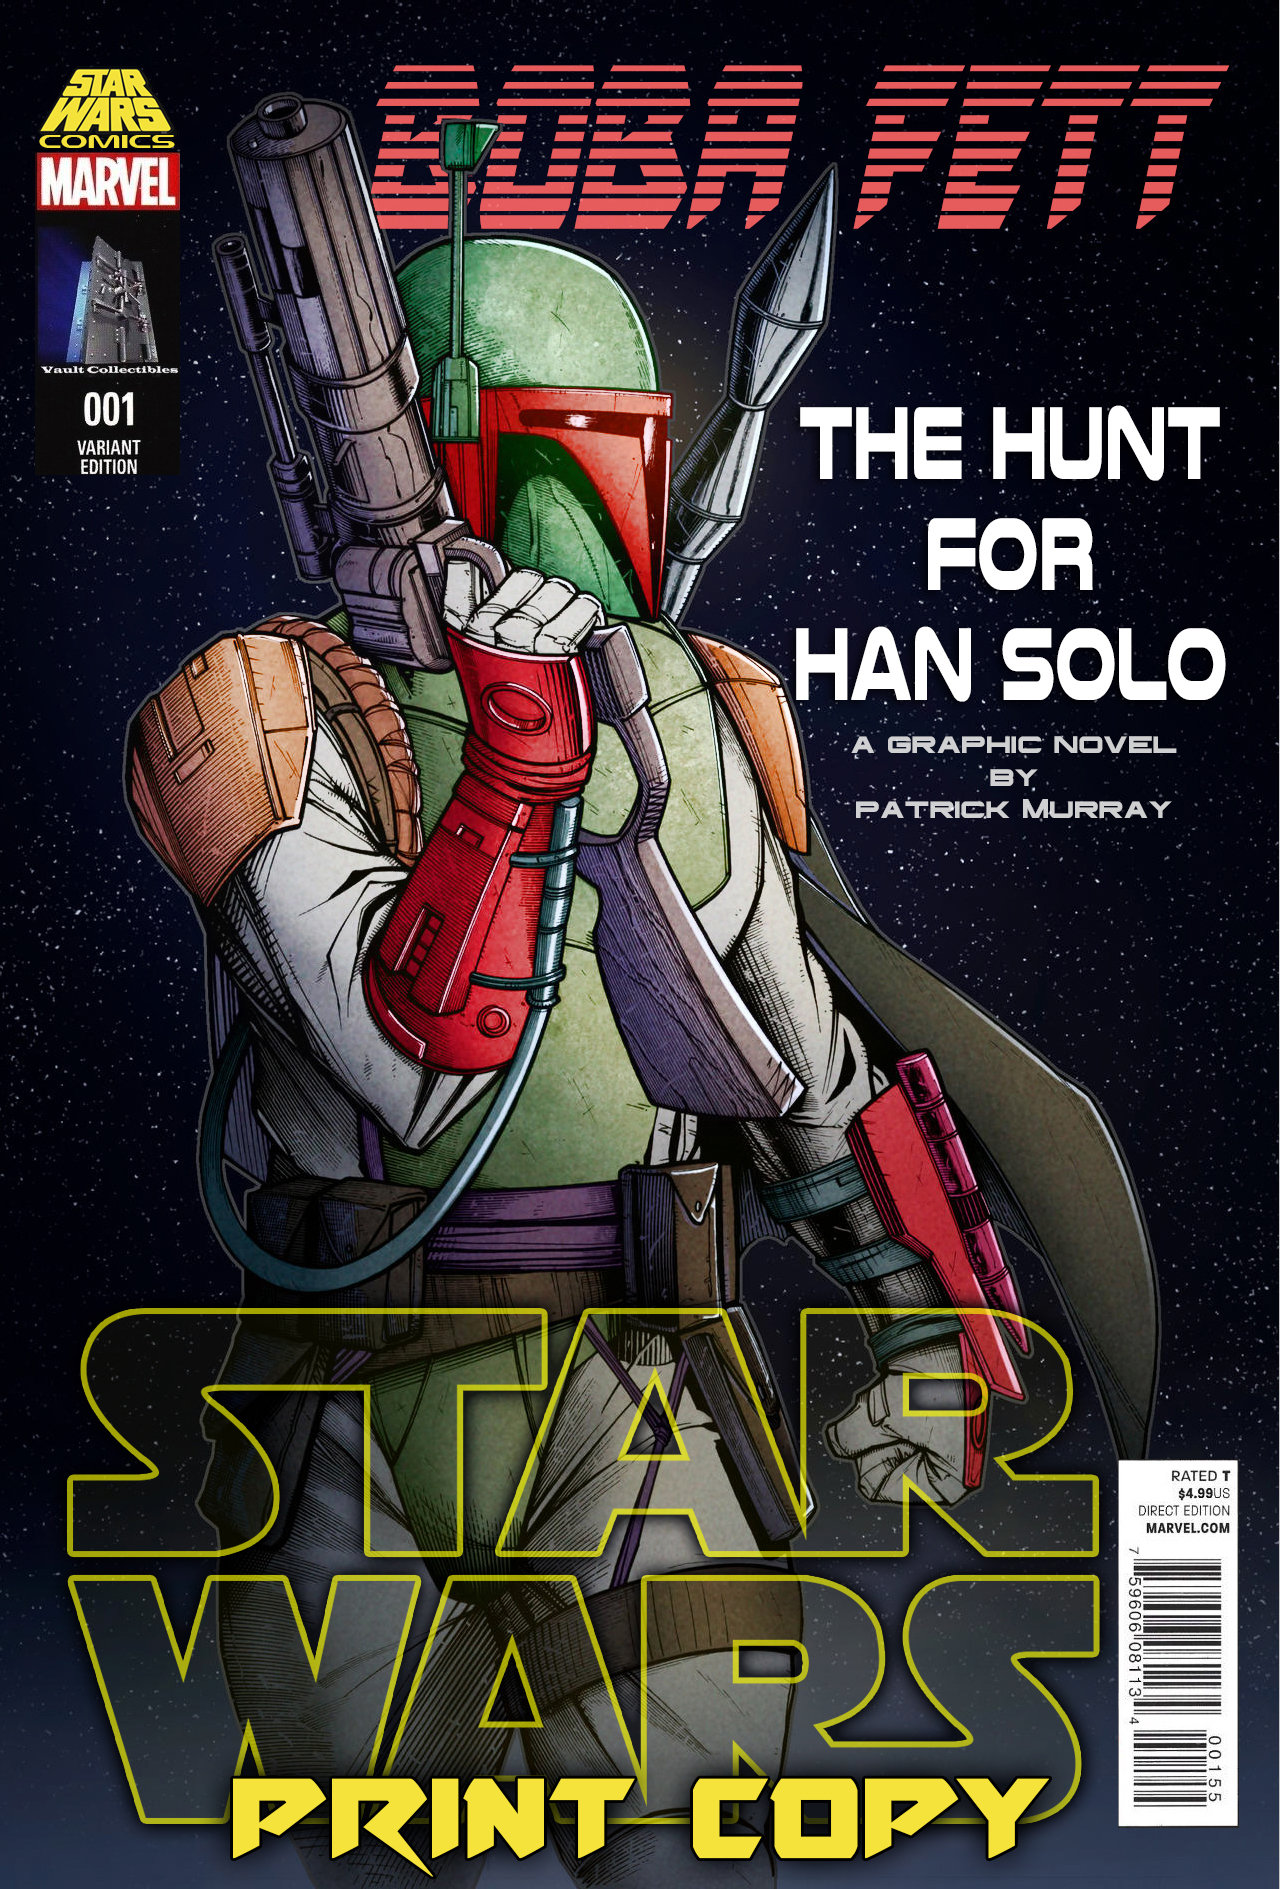 STAR
WARS
COMICS
MARVEL
Vault Collectibles
001
VARIANT
EDITION
BOBA FETT
THE HUNT
FOR
HAN SOLO
A GRAPHIC NOVEL
BY
PATRICK MURRAY
STAR
WARS
PRINT COPY
RATED T
$4.99US
DIRECT EDITION
MARVEL.COM
7 59606 08113 4
00155